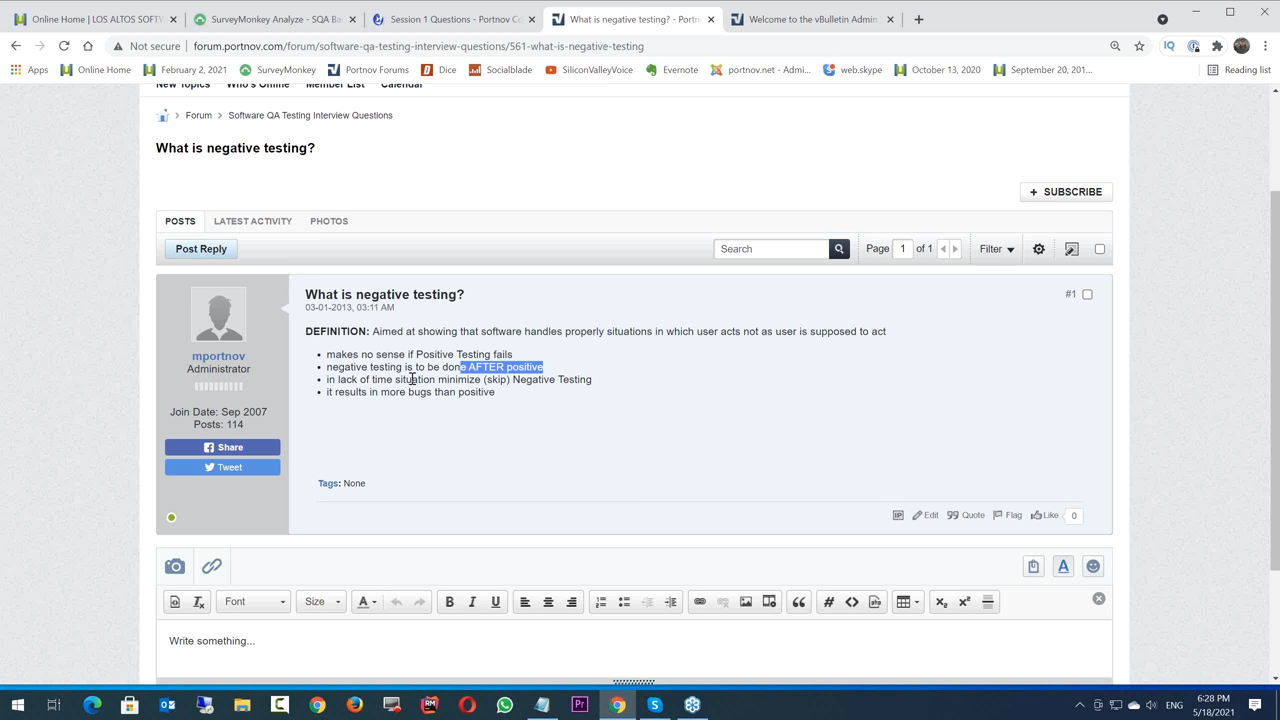 Online Home | LOS ALTOS SOFTW
SurveyMonkey Analyze - SQA Ba
Session 1 Questions - Portnov C
What is negative testing? - Portn
Welcome to the vBulletin Admin
Not secure
forum.portnov.com/forum/software-qa-testing-interview-questions/561-what-is-negative-testing
IQ
Apps
Online Home
February 2, 2021
SurveyMonkey
Portnov Forums
Dice
Socialblade
SiliconValleyVoice
Evernote
portnov.net - Admi...
web.skype
October 13, 2020
September 20, 201...
Reading list
New Topics
Who's Online
Member List
Calendar
Forum
Software QA Testing Interview Questions
What is negative testing?
+ SUBSCRIBE
POSTS
LATEST ACTIVITY
PHOTOS
Post Reply
Search
Page 1 of 1
Filter
What is negative testing?
#1
03-01-2013, 03:11 AM
DEFINITION: Aimed at showing that software handles properly situations in which user acts not as user is supposed to act
• makes no sense if Positive Testing fails
• negative testing is to be done AFTER positive
• in lack of time situation minimize (skip) Negative Testing
• it results in more bugs than positive
mportnov
Administrator
Join Date: Sep 2007
Posts: 114
Share
Tweet
Tags: None
IP
Edit
Quote
Flag
Like
0
Font
Size
Write something...
6:28 PM
ENG
5/18/2021